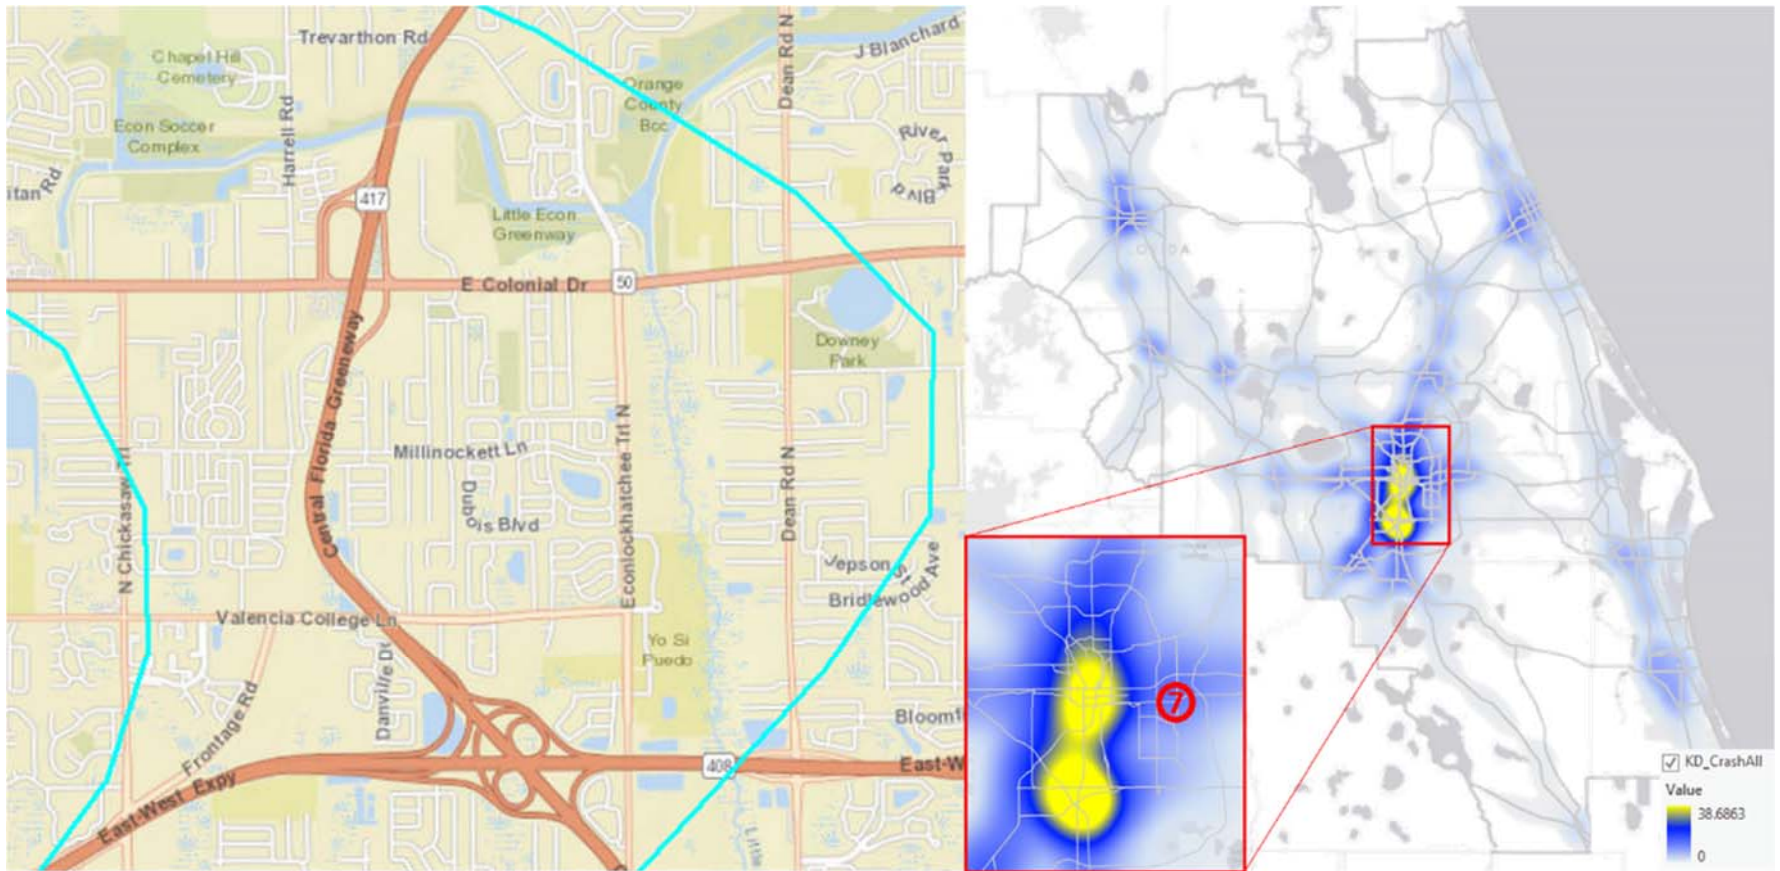 Trevarthon Rd
Chapel Hill
Cemetery
Orange
County
Bcc
Dean Rd N
J Blanchard
Harrell Rd
Econ Soccer
Complex
River Park
Blvd
itan Rd
417
Little Econ
Greenway
E Colonial Dr
50
Central Florida Greeneway
Downey
Park
N Chickasaw Trl
Millinockett Ln
Dubois Blvd
Econlockhatchee Trl N
Dean Rd N
Jepson St
Bridlewood Ave
Valencia College Ln
Yo Si
Puedo
Danville Dr
Frontage Rd
Bloomf
East-West Expy
408
East-W
Little
7
KD_CrashAll
Value
38.6863
0